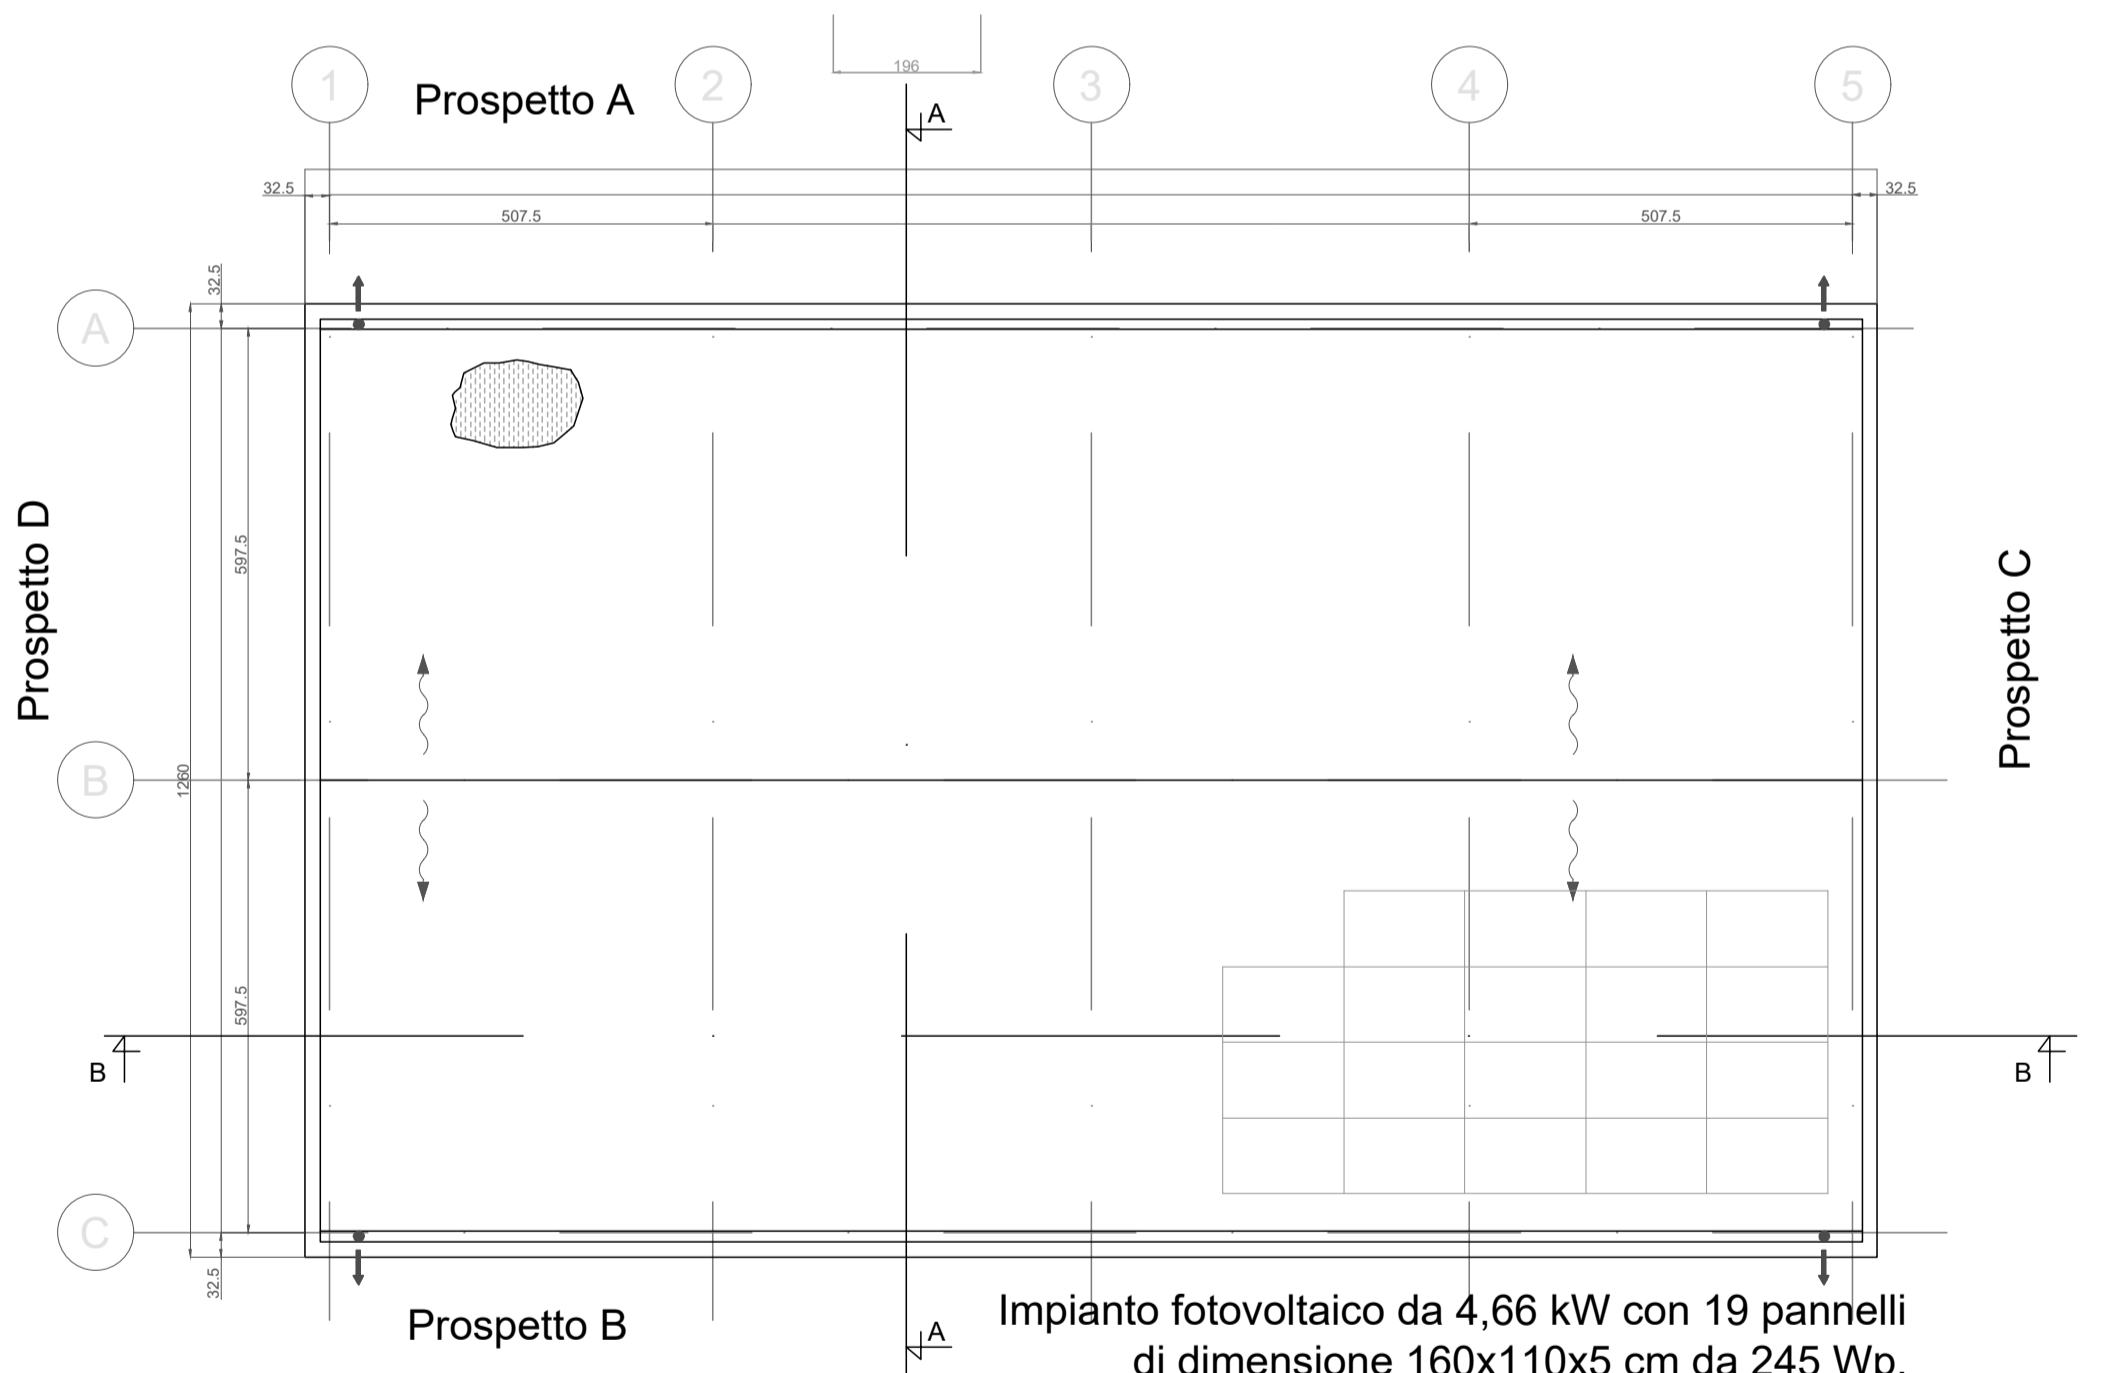 196
1
Prospetto A
2
3
4
5
A
32.5
32.5
507.5
507.5
32.5
A
Prospetto D
597.5
Prospetto C
B
1260
597.5
B
B
C
32.5
Prospetto B
A
Impianto fotovoltaico da 4,66 kW con 19 pannelli
di dimensione 160x110x5 cm da 245 Wp.